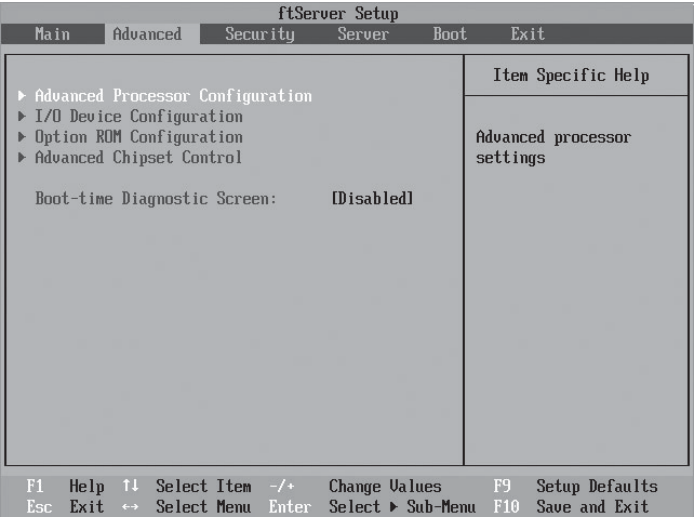 ftServer Setup
Main Advanced Security Server Boot Exit
Item Specific Help
▶ Advanced Processor Configuration
▶ I/O Device Configuration
▶ Option ROM Configuration
▶ Advanced Chipset Control
Boot-time Diagnostic Screen: [Disabled]
Advanced processor
settings
F1 Help ↑↓ Select Item -/+ Change Values F9 Setup Defaults
Esc Exit ↔ Select Menu Enter Select ▶ Sub-Menu F10 Save and Exit